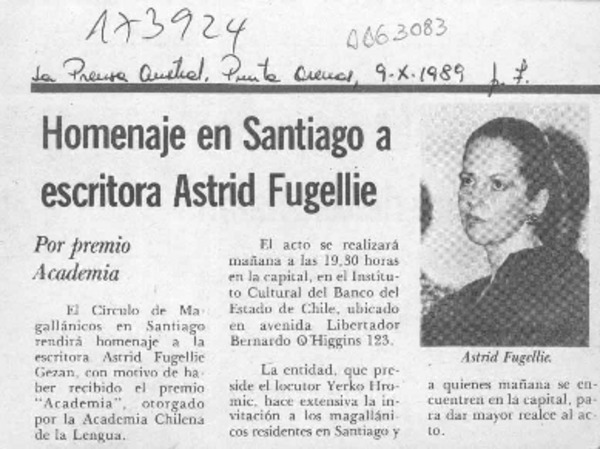 173924
AA63083
La Prensa Austral, Punta Arenas, 9-X-1989 p. 7.
Homenaje en Santiago a
escritora Astrid Fugellie
Por premio
Academia
El Círculo de Ma-
gallánicos en Santiago
rendirá homenaje a la
escritora Astrid Fugellie
Gezan, con motivo de ha-
ber recibido el premio
"Academia", otorgado
por la Academia Chilena
de la Lengua.
El acto se realizará
mañana a las 19,30 horas
en la capital, en el Institu-
to Cultural del Banco del
Estado de Chile, ubicado
en avenida Libertador
Bernardo O'Higgins 123.
La entidad, que pre-
side el locutor Yerko Hro-
mic, hace extensiva la in-
vitación a los magalláni-
cos residentes en Santiago y
Astrid Fugellie.
a quienes mañana se en-
cuentren en la capital, pa-
ra dar mayor realce al ac-
to.